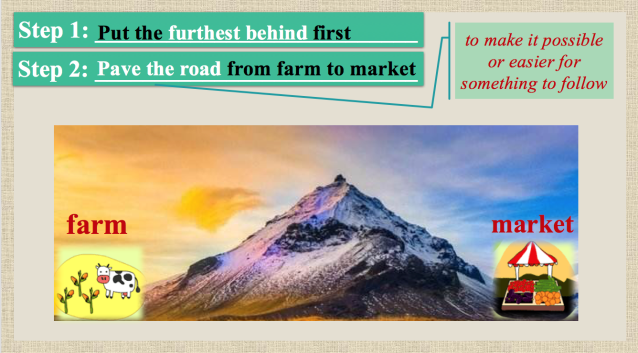 Step 1: Put the furthest behind first
Step 2: Pave the road from farm to market
to make it possible
or easier for
something to follow
farm
market